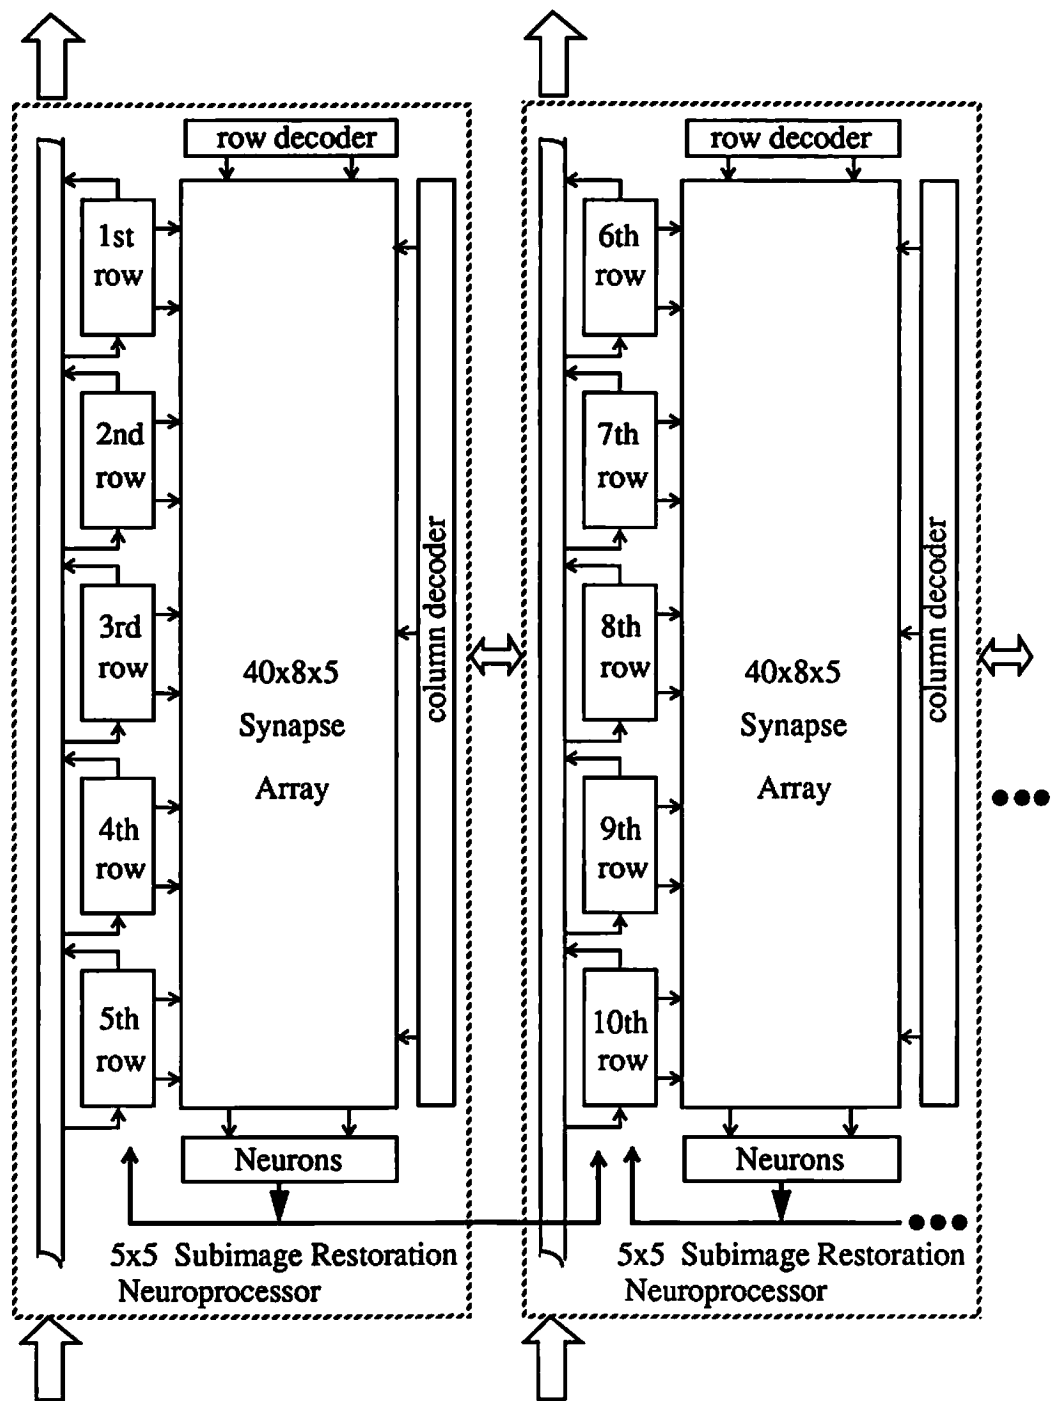 row decoder
1st
row
2nd
row
3rd
row
4th
row
5th
row
40x8x5
Synapse
Array
column decoder
Neurons
5x5 Subimage Restoration
Neuroprocessor
row decoder
6th
row
7th
row
8th
row
9th
row
10th
row
40x8x5
Synapse
Array
column decoder
Neurons
5x5 Subimage Restoration
Neuroprocessor